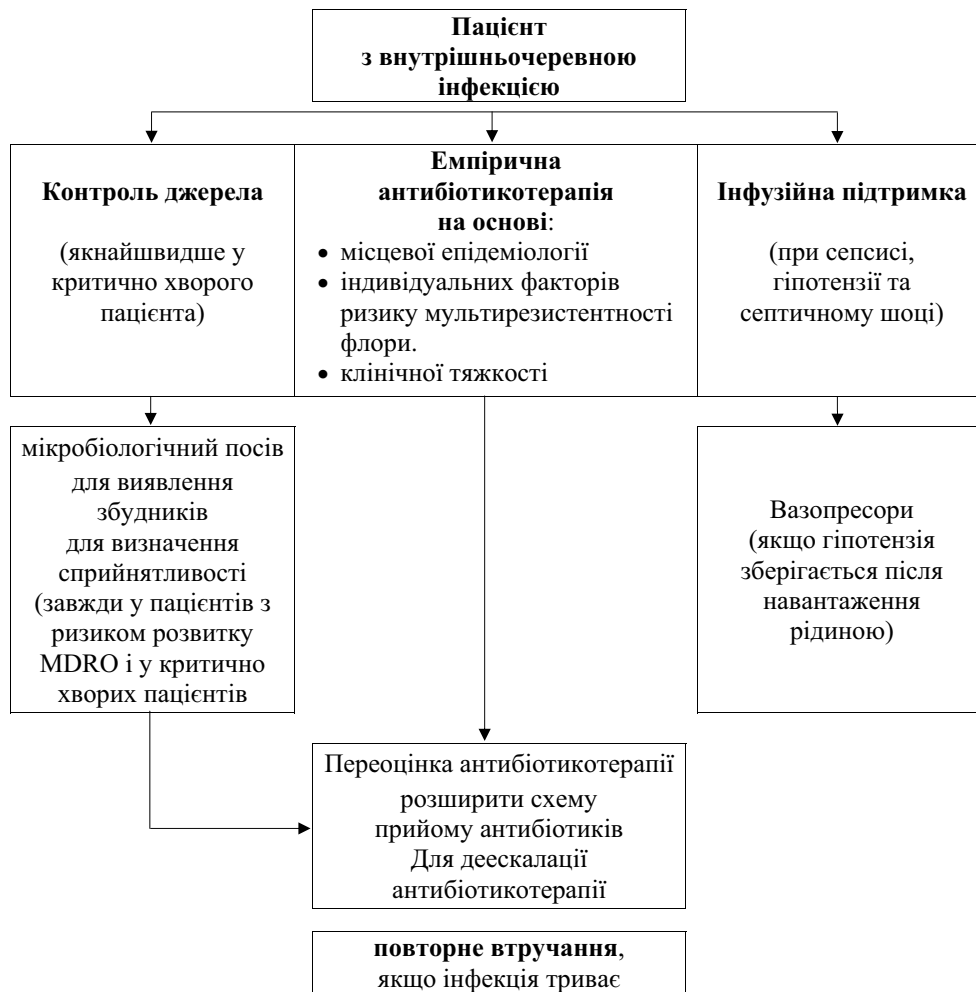 Пацієнт
з внутрішньочеревною
інфекцією
Контроль джерела
(якнайшвидше у
критично хворого
пацієнта)
Емпірична
антибіотикотерапія
на основі:
• місцевої епідеміології
• індивідуальних факторів
ризику мультирезистентності
флори.
• клінічної тяжкості
Інфузійна підтримка
(при сепсисі,
гіпотензії та
септичному шоці)
мікробіологічний посів
для виявлення
збудників
для визначення
сприйнятливості
(завжди у пацієнтів з
ризиком розвитку
MDRO і у критично
хворих пацієнтів
Вазопресори
(якщо гіпотензія
зберігається після
навантаження
рідиною)
Переоцінка антибіотикотерапії
розширити схему
прийому антибіотиків
Для деескалації
антибіотикотерапії
повторне втручання,
якщо інфекція триває